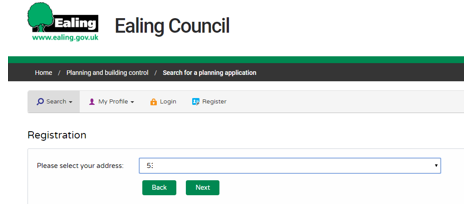 Ealing
www.ealing.gov.uk
Ealing Council
Home / Planning and building control / Search for a planning application
Search My Profile Login Register
Registration
Please select your address:
Back Next